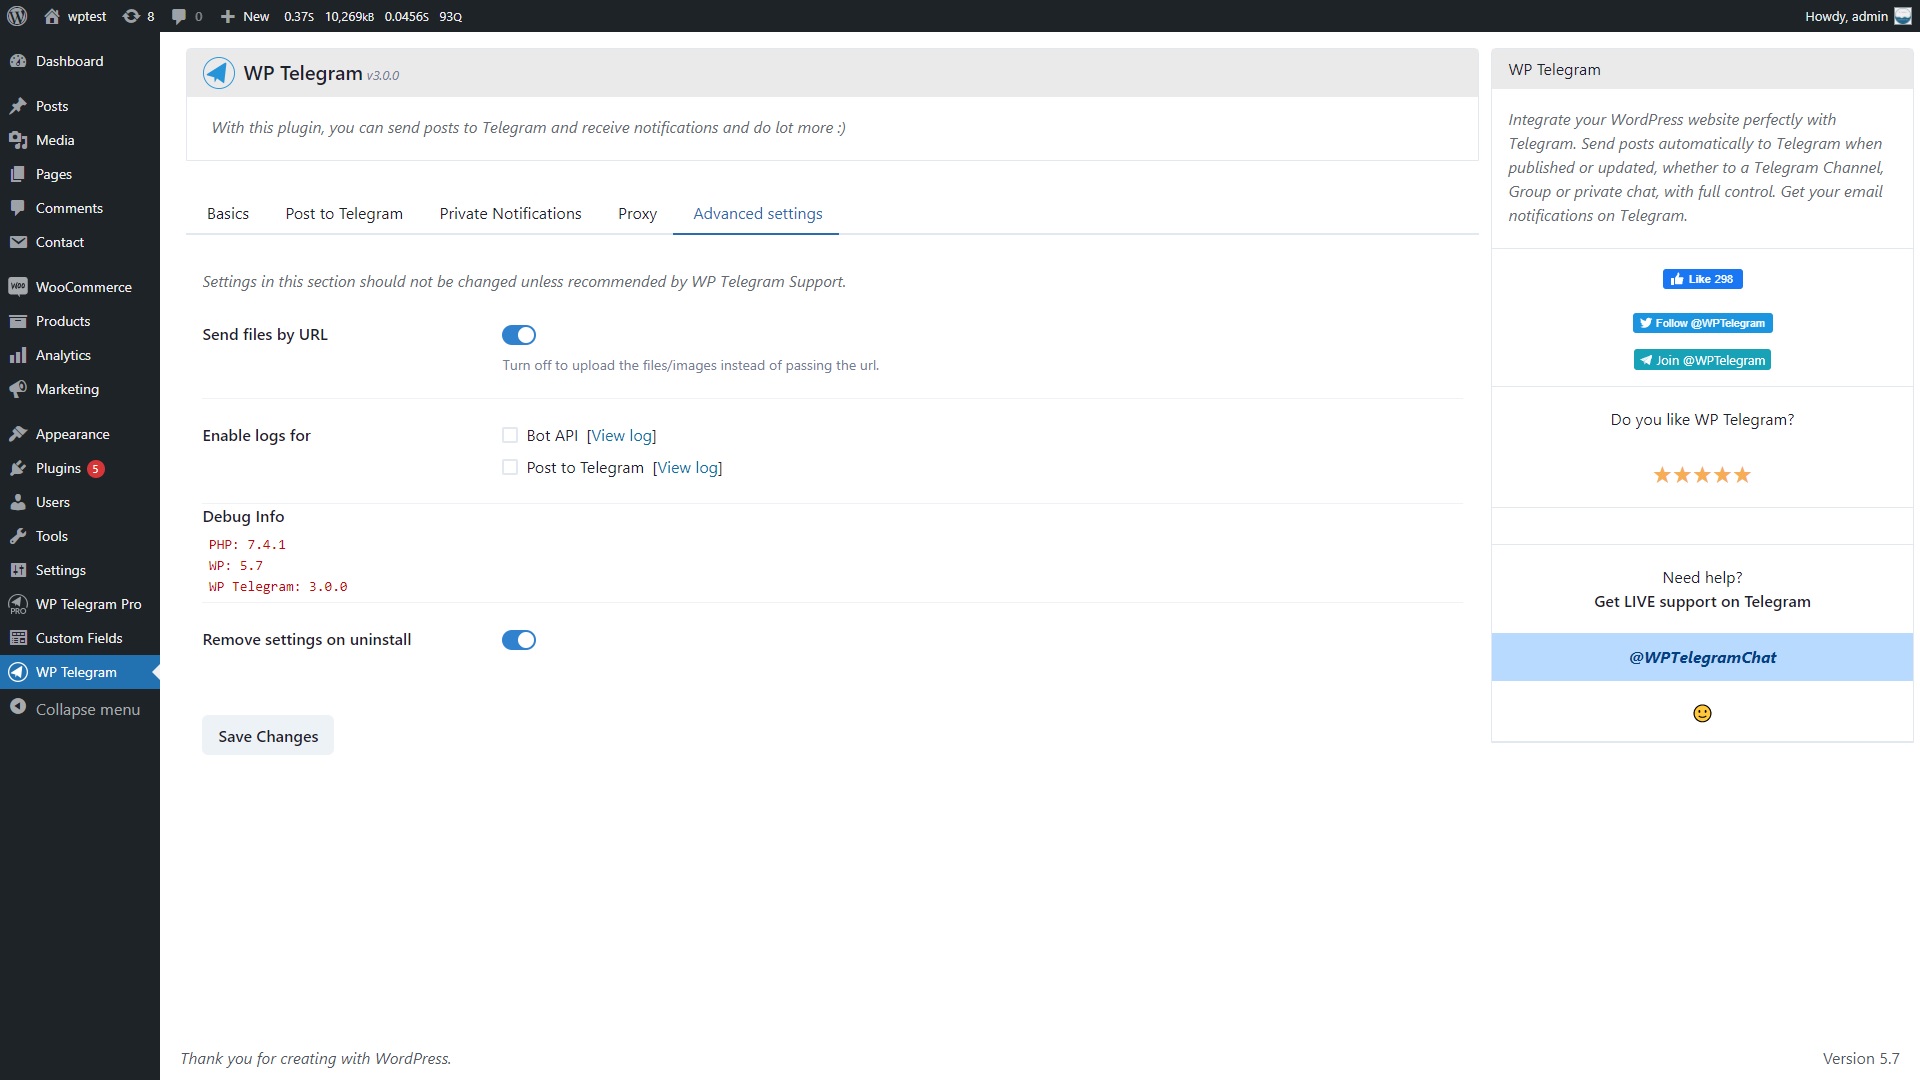 wptest 8 0 New 0.37S 10,269KB 0.0456S 93Q Howdy, admin
Dashboard
Posts
Media
Pages
Comments
Contact
WooCommerce
Products
Analytics
Marketing
Appearance
Plugins 5
Users
Tools
Settings
WP Telegram Pro
Custom Fields
WP Telegram
Collapse menu
WP Telegram v3.0.0
With this plugin, you can send posts to Telegram and receive notifications and do lot more :)
Basics Post to Telegram Private Notifications Proxy Advanced settings
Settings in this section should not be changed unless recommended by WP Telegram Support.
Send files by URL
Turn off to upload the files/images instead of passing the url.
Enable logs for
Bot API [View log]
Post to Telegram [View log]
Debug Info
PHP: 7.4.1
WP: 5.7
WP Telegram: 3.0.0
Remove settings on uninstall
Save Changes
WP Telegram
Integrate your WordPress website perfectly with
Telegram. Send posts automatically to Telegram when
published or updated, whether to a Telegram Channel,
Group or private chat, with full control. Get your email
notifications on Telegram.
Like 298
Follow @WPTelegram
Join @WPTelegram
Do you like WP Telegram?
Need help?
Get LIVE support on Telegram
@WPTelegramChat
Thank you for creating with WordPress.
Version 5.7